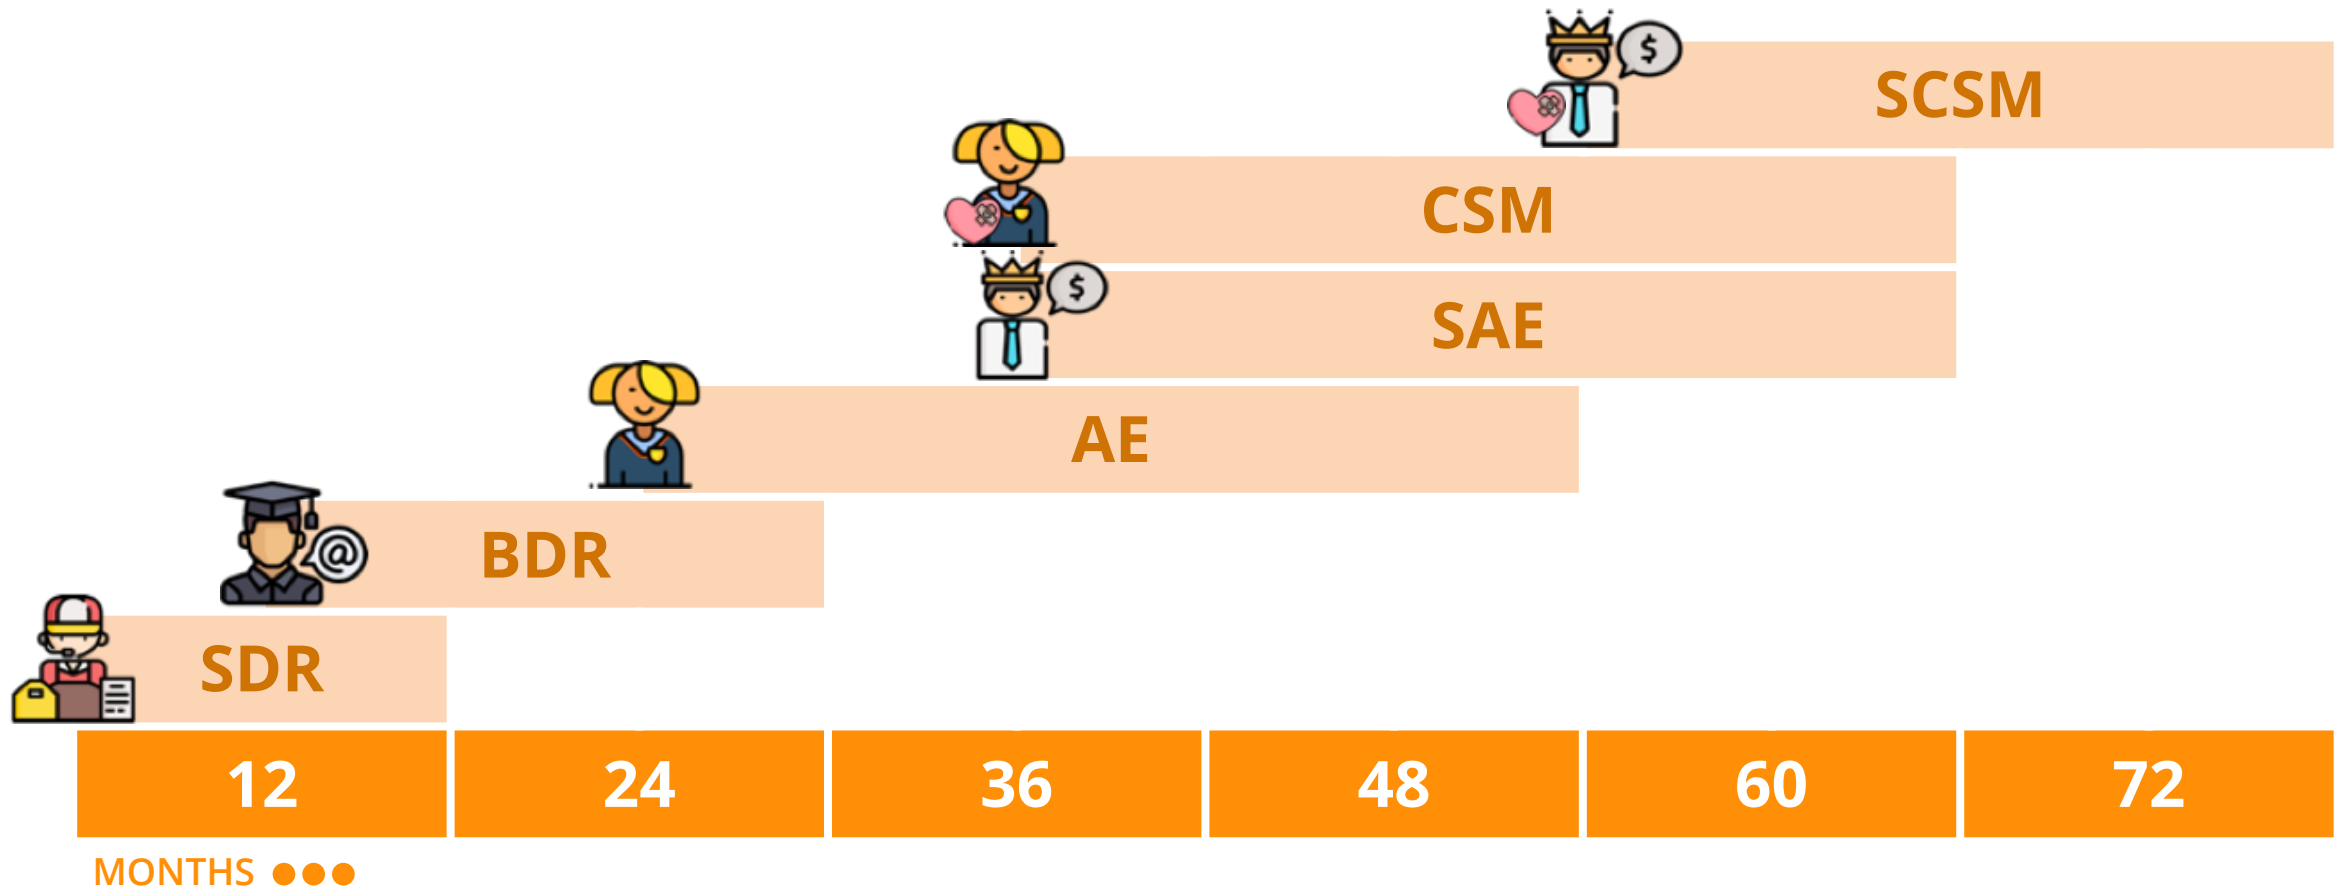 $
SCSM
CSM
$
SAE
AE
@
BDR
SDR
12 24 36 48 60 72
MONTHS ●●●